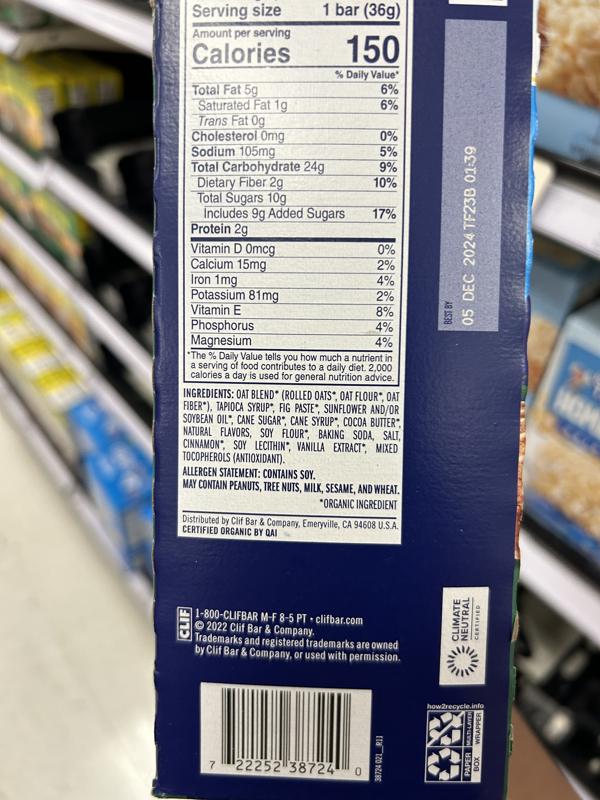 Serving size 1 bar (36g)
Amount per serving
Calories 150
% Daily Value*
Total Fat 5g 6%
Saturated Fat 1g 6%
Trans Fat 0g
Cholesterol 0mg 0%
Sodium 105mg 5%
Total Carbohydrate 24g 9%
Dietary Fiber 2g 10%
Total Sugars 10g
Includes 9g Added Sugars 17%
Protein 2g
Vitamin D 0mcg 0%
Calcium 15mg 2%
Iron 1mg 4%
Potassium 81mg 2%
Vitamin E 8%
Phosphorus 4%
Magnesium 4%
*The % Daily Value tells you how much a nutrient in
a serving of food contributes to a daily diet. 2,000
calories a day is used for general nutrition advice.
INGREDIENTS: OAT BLEND* (ROLLED OATS*, OAT FLOUR*, OAT
FIBER*), TAPIOCA SYRUP*, FIG PASTE*, SUNFLOWER AND/OR
SOYBEAN OIL*, CANE SUGAR*, CANE SYRUP*, COCOA BUTTER*,
NATURAL FLAVORS, SOY FLOUR*, BAKING SODA, SALT,
CINNAMON*, SOY LECITHIN*, VANILLA EXTRACT*, MIXED
TOCOPHEROLS (ANTIOXIDANT).
ALLERGEN STATEMENT: CONTAINS SOY.
MAY CONTAIN PEANUTS, TREE NUTS, MILK, SESAME, AND WHEAT.
*ORGANIC INGREDIENT
Distributed by Clif Bar & Company, Emeryville, CA 94608 U.S.A.
CERTIFIED ORGANIC BY QAI
BEST BY
05 DEC 2024 TF23B 01:39
CLIF
1-800-CLIFBAR M-F 8-5 PT • clifbar.com
© 2022 Clif Bar & Company.
Trademarks and registered trademarks are owned
by Clif Bar & Company, or used with permission.
CLIMATE
NEUTRAL
CERTIFIED
7 22252 38724 0
38724 021_R11
how2recycle.info
PAPER
BOX
MULTI-LAYER
WRAPPER